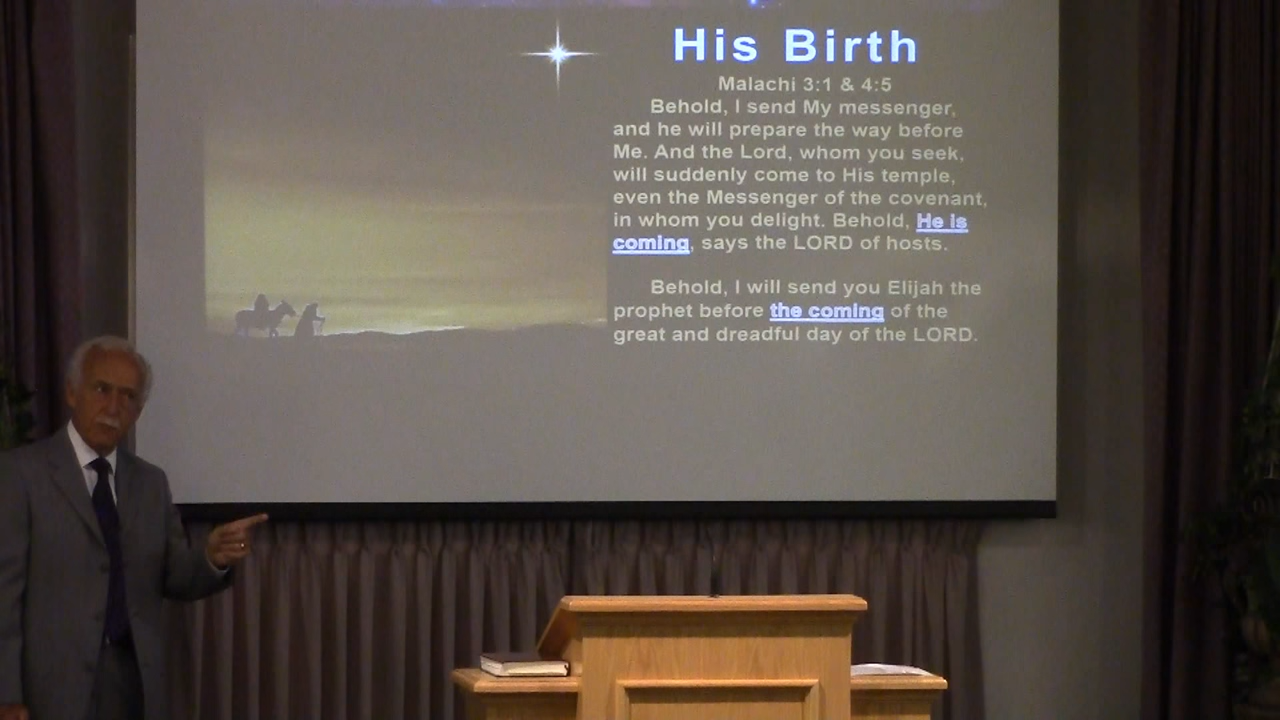 His Birth
Malachi 3:1 & 4:5
Behold, I send My messenger,
and he will prepare the way before
Me. And the Lord, whom you seek,
will suddenly come to His temple,
even the Messenger of the covenant,
in whom you delight. Behold, He is
coming, says the LORD of hosts.
Behold, I will send you Elijah the
prophet before the coming of the
great and dreadful day of the LORD.